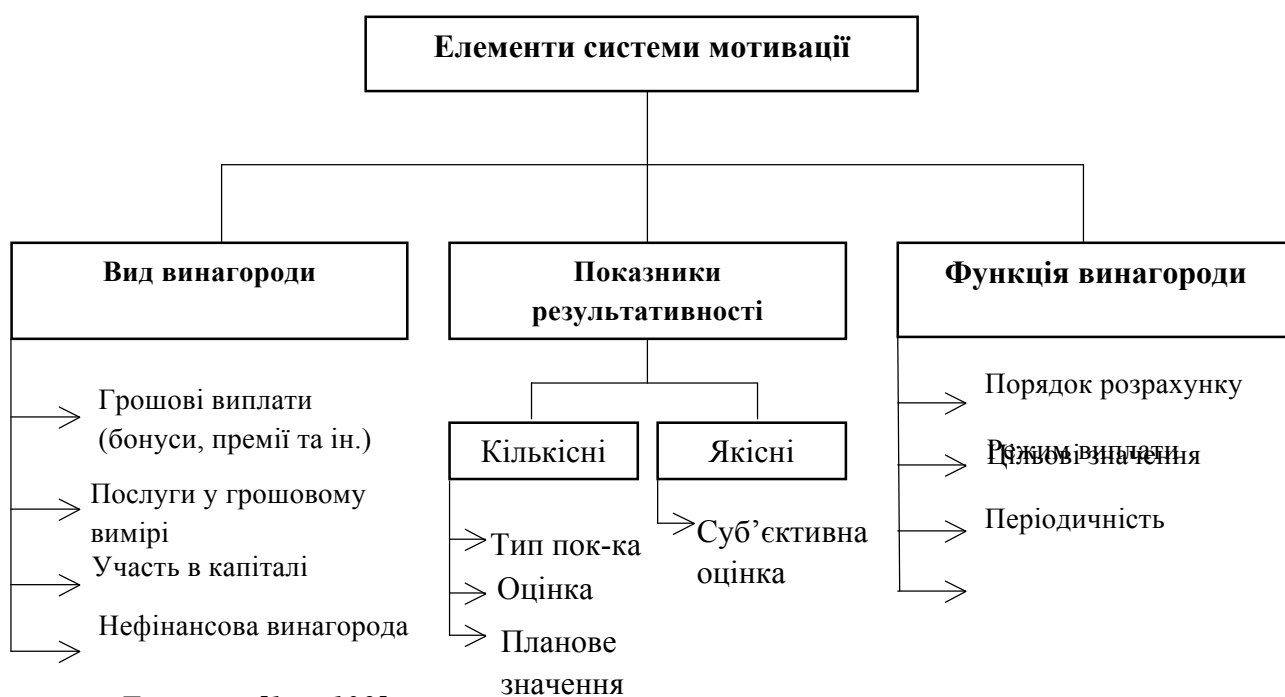 Елементи системи мотивації
Вид винагороди
Показники
результативності
Функція винагороди
Грошові виплати
(бонуси, премії та ін.)
Послуги у грошовому
вимірі
Участь в капіталі
Нефінансова винагорода
Кількісні
Якісні
Тип пок-ка
Оцінка
Планове
значення
Суб’єктивна
оцінка
Порядок розрахунку
Режим виплати
Цільові значення
Періодичність